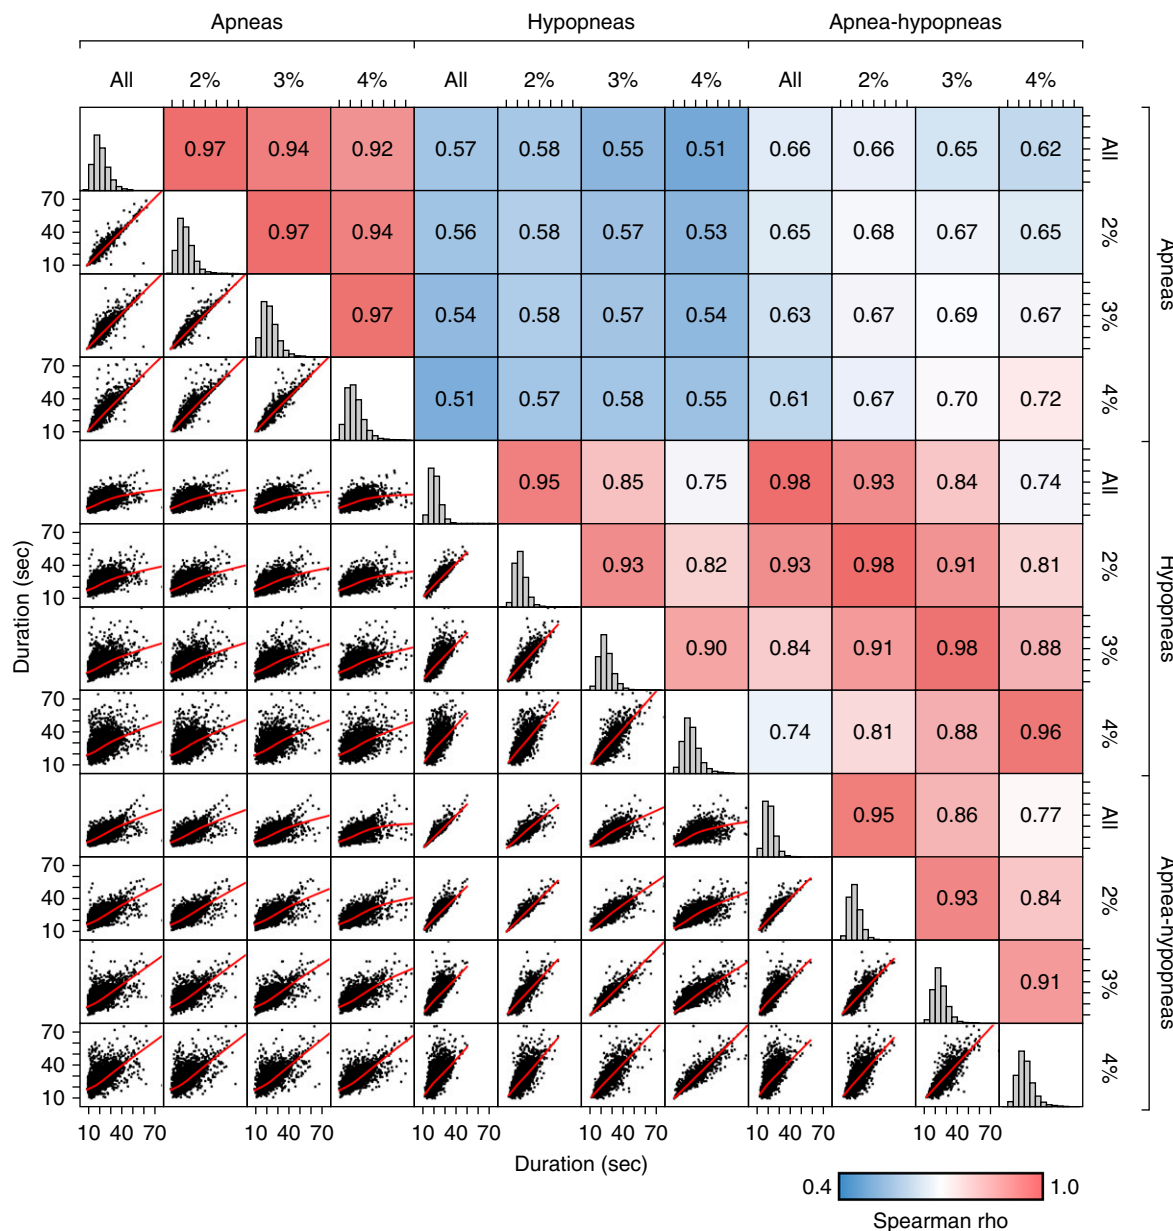 Apneas Hypopneas Apnea-hypopneas
All 2% 3% 4% All 2% 3% 4% All 2% 3% 4%
0.97 0.94 0.92 0.57 0.58 0.55 0.51 0.66 0.66 0.65 0.62 All
70 40 10 0.97 0.94 0.56 0.58 0.57 0.53 0.65 0.68 0.67 0.65 2%
0.97 0.54 0.58 0.57 0.54 0.63 0.67 0.69 0.67 3%
70 40 10 0.51 0.57 0.58 0.55 0.61 0.67 0.70 0.72 4%
Apneas
0.95 0.85 0.75 0.98 0.93 0.84 0.74 All
70 40 10 0.93 0.82 0.93 0.98 0.91 0.81 2%
0.90 0.84 0.91 0.98 0.88 3%
70 40 10 0.74 0.81 0.88 0.96 4%
Hypopneas
Duration (sec)
0.95 0.86 0.77 All
70 40 10 0.93 0.84 2%
0.91 3%
70 40 10 4%
Apnea-nypopneas
10 40 70 10 40 70 10 40 70 10 40 70 10 40 70 10 40 70
Duration (sec)
0.4 1.0
Spearman rho